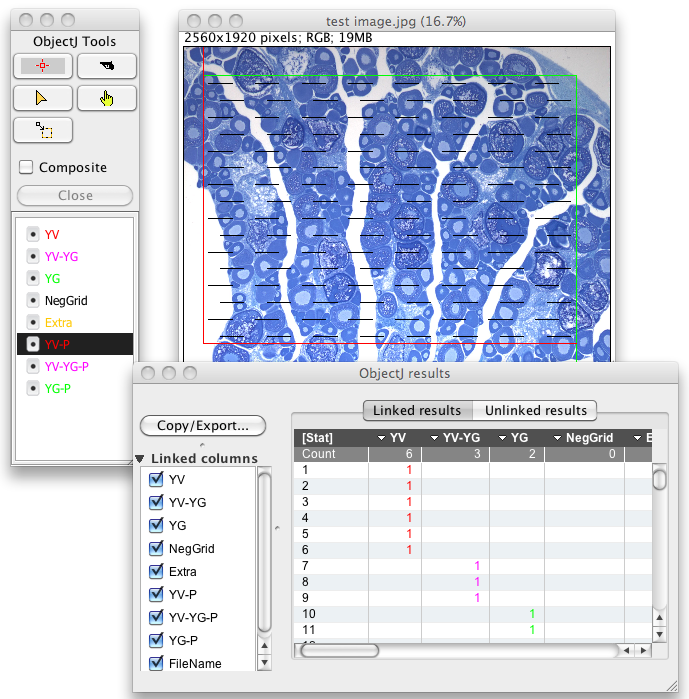 ObjectJ Tools
Composite
Close
YV
YV-YG
YG
NegGrid
Extra
YV-P
YV-YG-P
YG-P
test image.jpg (16.7%)
2560x1920 pixels; RGB; 19MB
ObjectJ results
Copy/Export...
Linked columns
YV
YV-YG
YG
NegGrid
Extra
YV-P
YV-YG-P
YG-P
FileName
Linked results Unlinked results
[Stat] YV YV-YG YG NegGrid E
Count 6 3 2 0
1 1
2 1
3 1
4 1
5 1
6 1
7 1
8 1
9 1
10 1
11 1